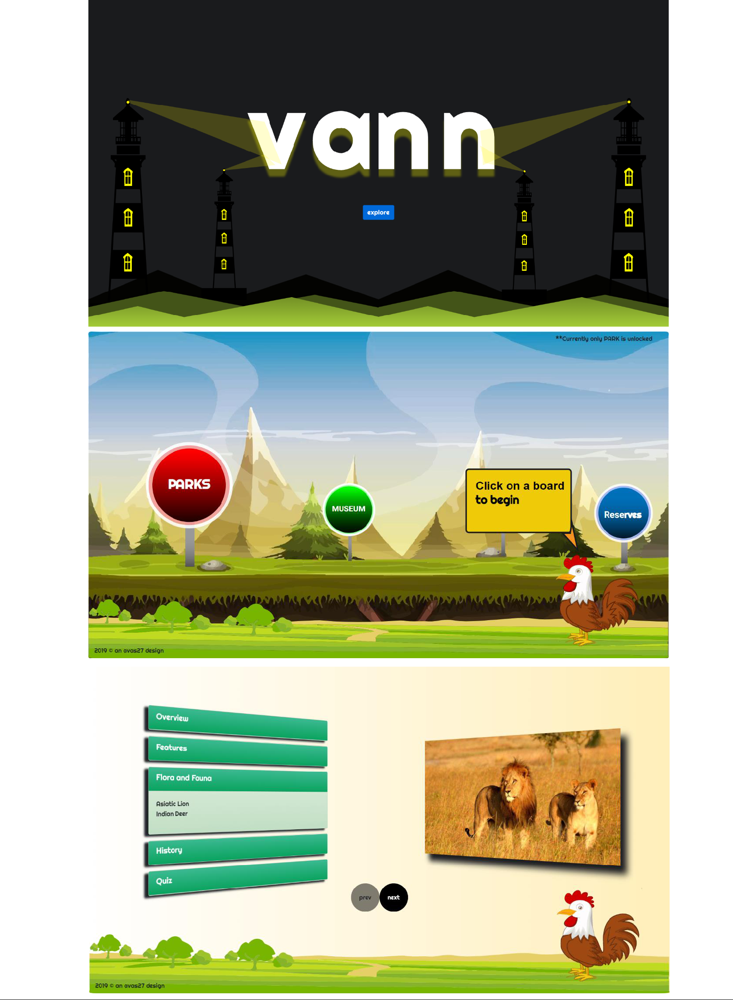 vann
explore
**Currently only PARK is unlocked
PARKS
MUSEUM
Click on a board
to begin
Reserves
2019 © an avas27 design
Overview
Features
Flora and Fauna
Asiatic Lion
Indian Deer
History
Quiz
prev next
2019 © an avas27 design